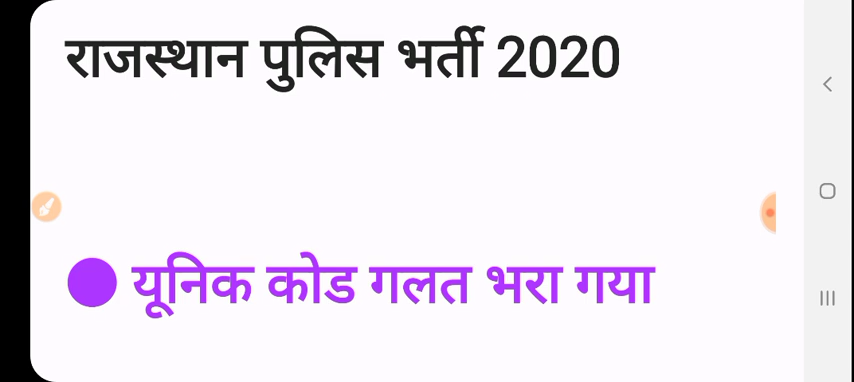 राजस्थान पुलिस भर्ती 2020
यूनिक कोड गलत भरा गया